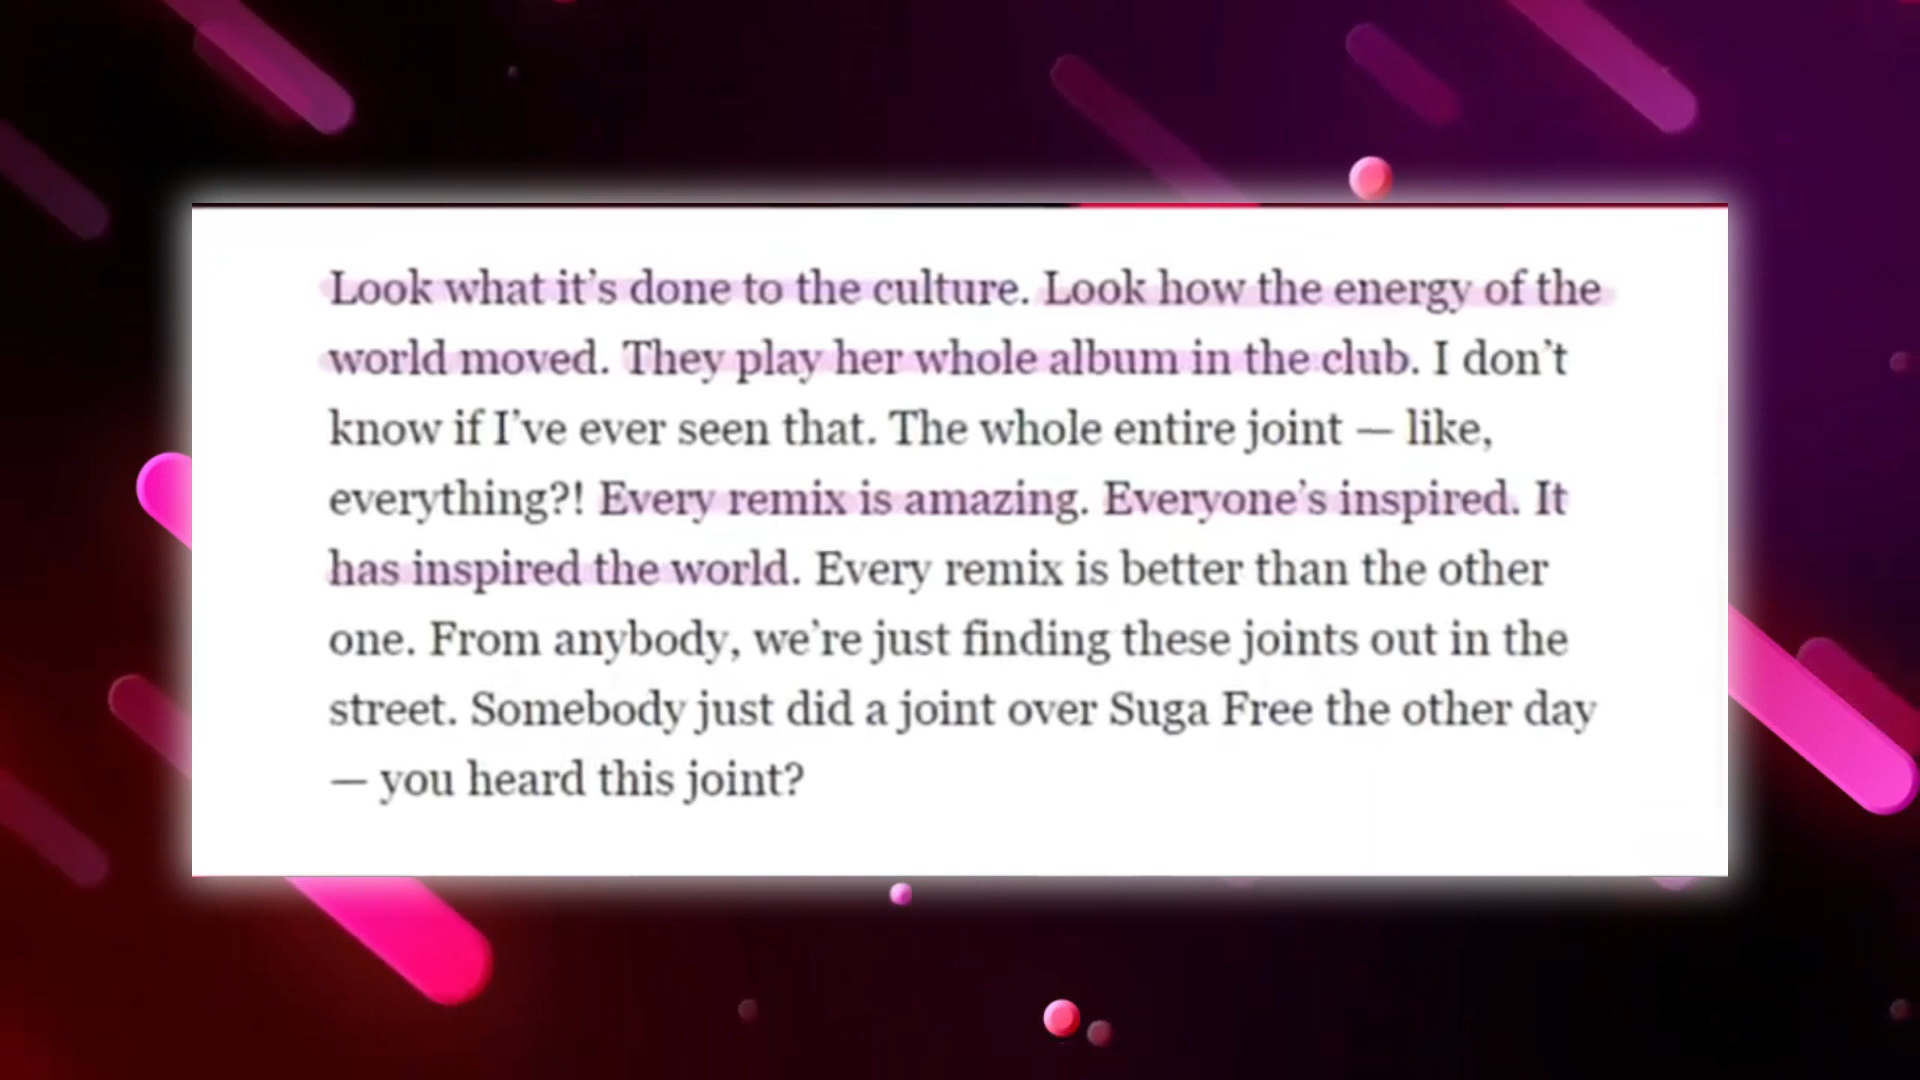 Look what it’s done to the culture. Look how the energy of the
world moved. They play her whole album in the club. I don’t
know if I’ve ever seen that. The whole entire joint — like,
everything?! Every remix is amazing. Everyone’s inspired. It
has inspired the world. Every remix is better than the other
one. From anybody, we’re just finding these joints out in the
street. Somebody just did a joint over Suga Free the other day
— you heard this joint?